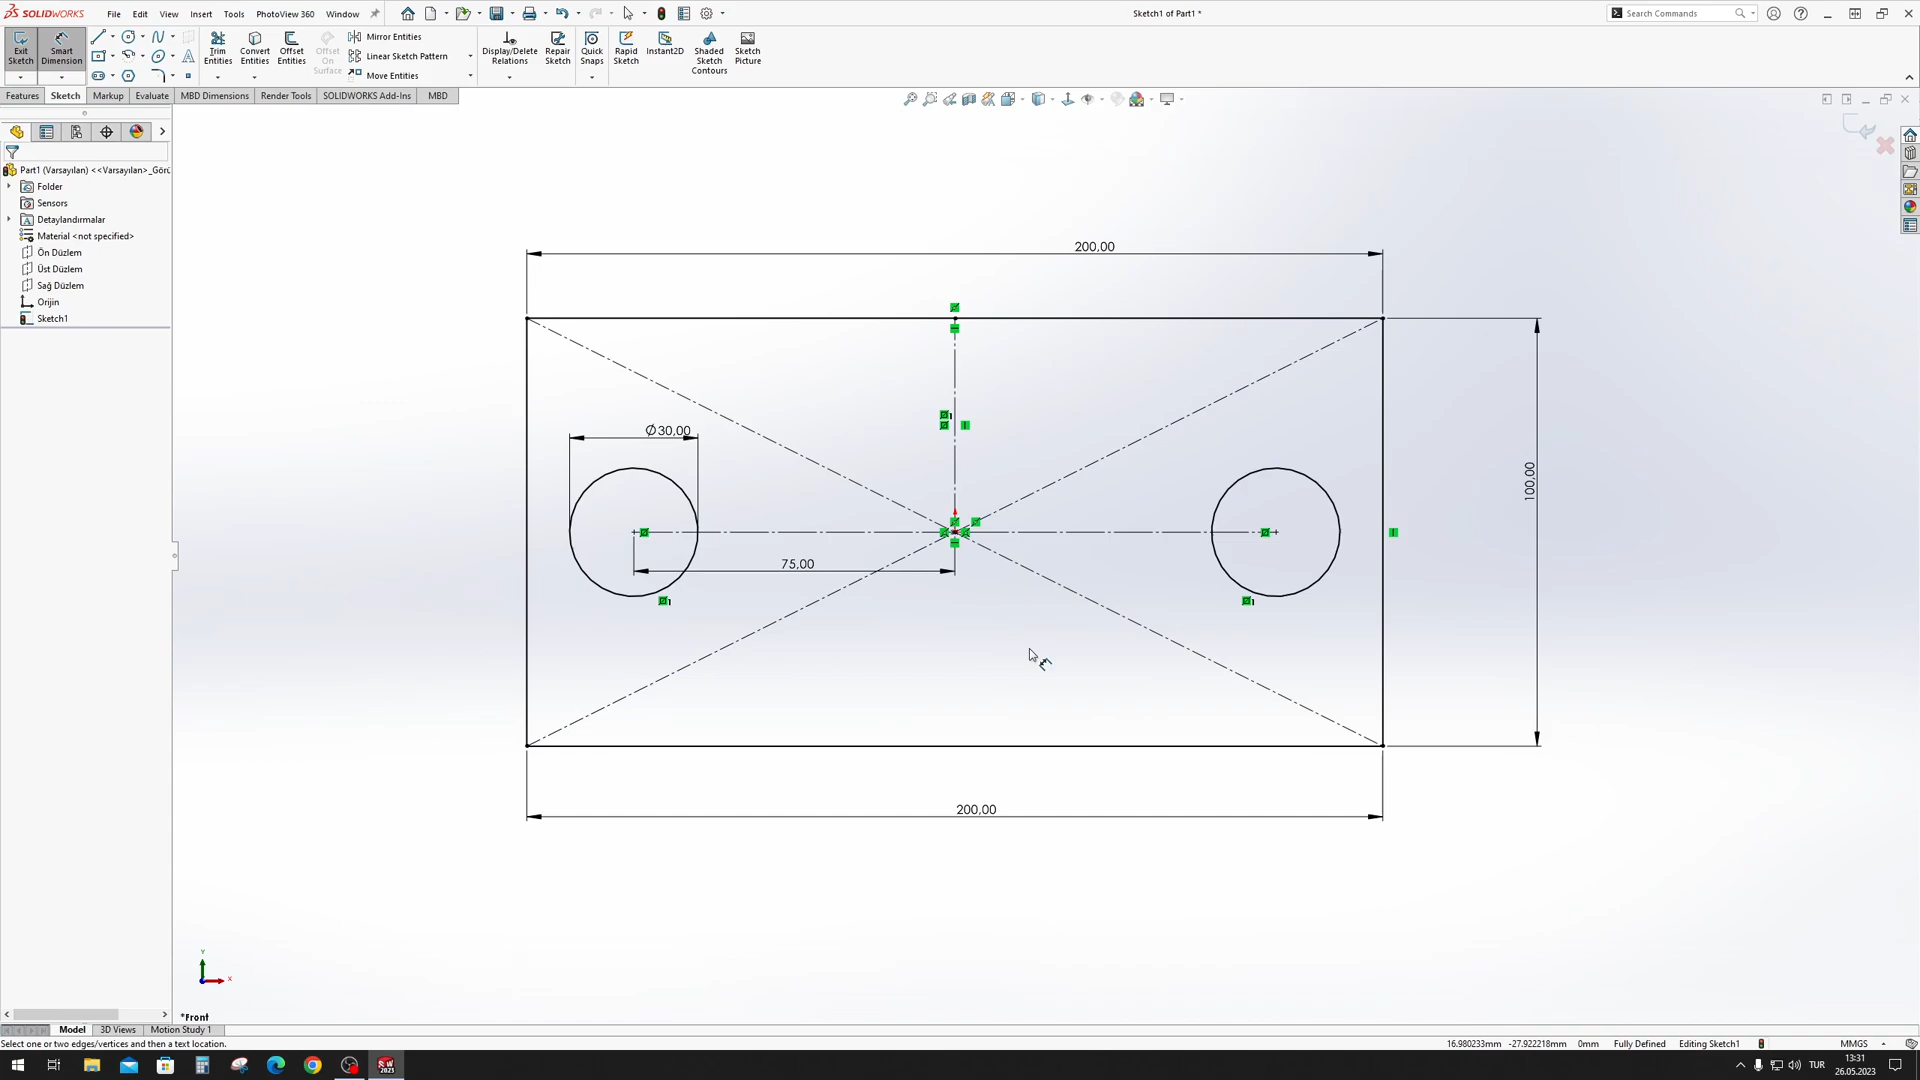 SOLIDWORKS File Edit View Insert Tools PhotoView 360 Window
Sketch1 of Part1 *
Search Commands
Exit Sketch
Smart Dimension
Trim Entities
Convert Entities
Offset Entities
Offset On Surface
Mirror Entities
Linear Sketch Pattern
Move Entities
Display/Delete Relations
Repair Sketch
Quick Snaps
Rapid Sketch
Instant2D
Shaded Sketch Contours
Sketch Picture
Features Sketch Markup Evaluate MBD Dimensions Render Tools SOLIDWORKS Add-Ins MBD
Part1 (Varsayılan) <<Varsayılan>_Görü
Folder
Sensors
Detaylandırmalar
Material <not specified>
Ön Düzlem
Üst Düzlem
Sağ Düzlem
Orijin
Sketch1
200,00
Ø30,00
100,00
75,00
200,00
1
1
1
Y
X
*Front
Model 3D Views Motion Study 1
Select one or two edges/vertices and then a text location.
16.980233mm -27.922218mm 0mm Fully Defined Editing Sketch1 MMGS
SW
2023
TUR
13:31
26.05.2023